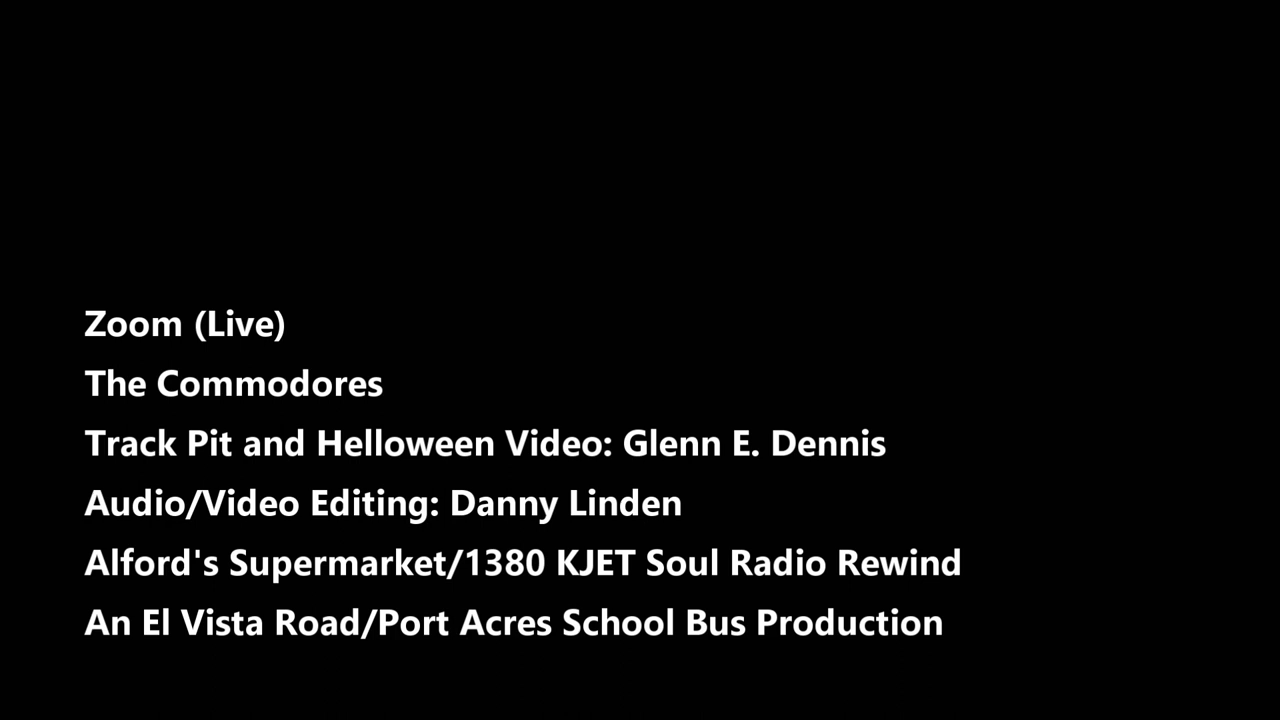 Zoom (Live)
The Commodores
Track Pit and Helloween Video: Glenn E. Dennis
Audio/Video Editing: Danny Linden
Alford's Supermarket/1380 KJET Soul Radio Rewind
An El Vista Road/Port Acres School Bus Production